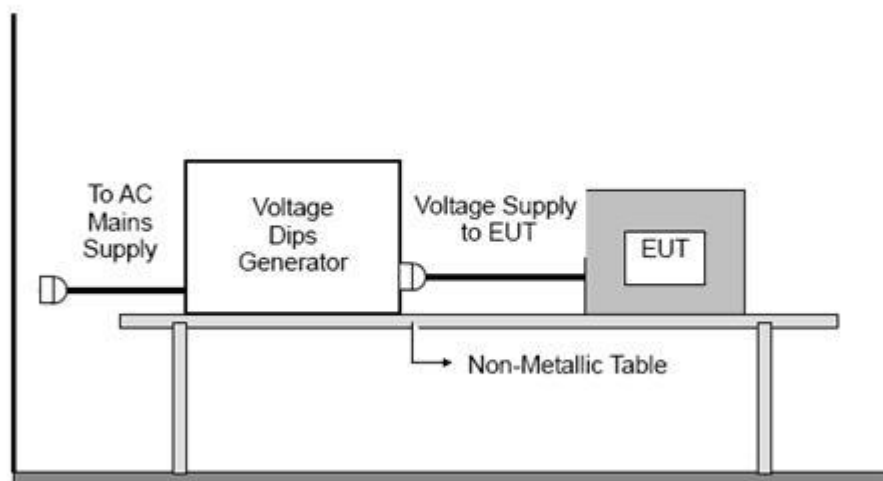 To AC
Mains
Supply
Voltage
Dips
Generator
Voltage Supply
to EUT
EUT
Non-Metallic Table